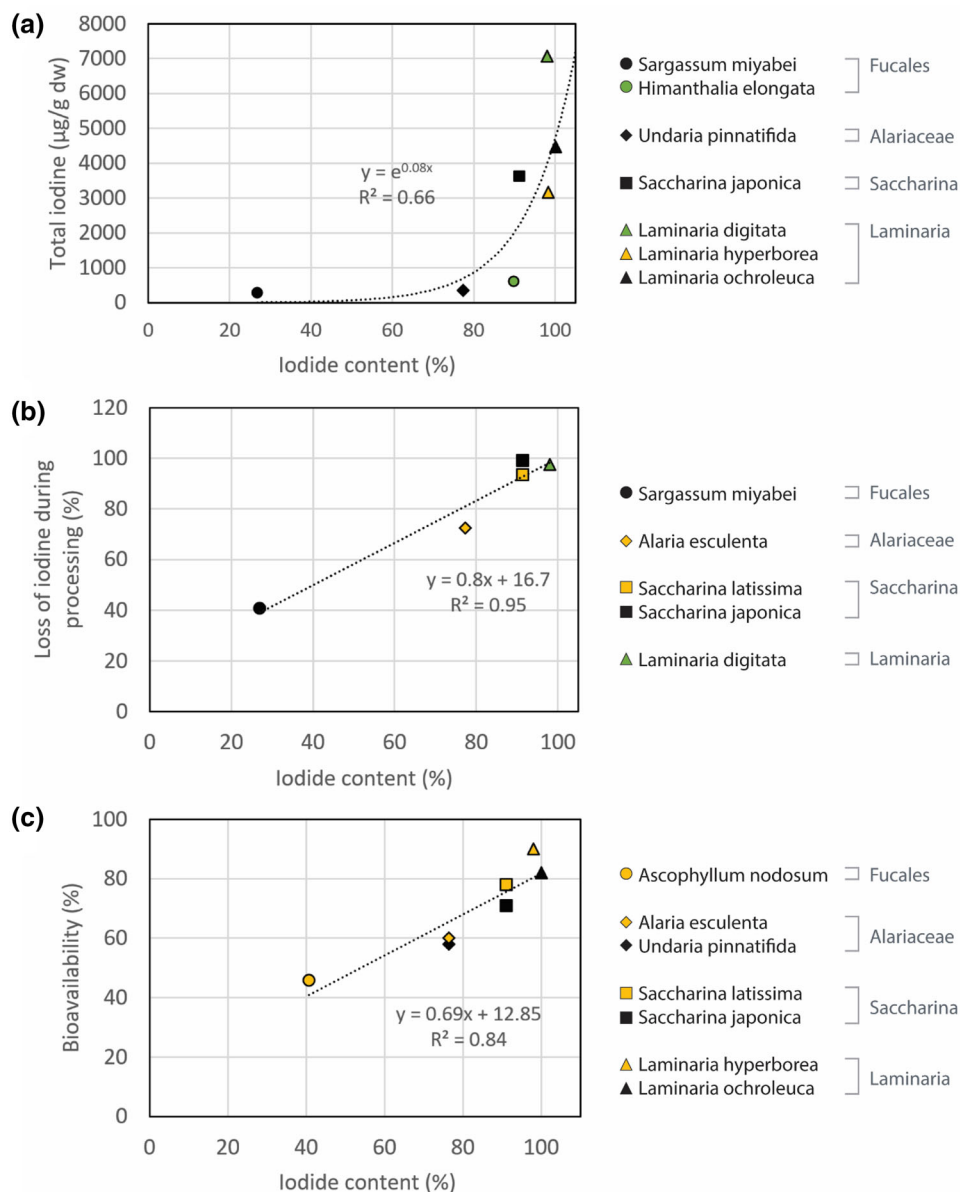 (a)
8000
7000
6000
5000
4000
3000
2000
1000
0
Total iodine (µg/g dw)
y = e^0.08x
R² = 0.66
0 20 40 60 80 100
Iodide content (%)
Sargassum miyabei Fucales
Himanthalia elongata
Undaria pinnatifida Alariaceae
Saccharina japonica Saccharina
Laminaria digitata Laminaria
Laminaria hyperborea
Laminaria ochroleuca
(b)
120
100
80
60
40
20
0
Loss of iodine during
processing (%)
y = 0.8x + 16.7
R² = 0.95
0 20 40 60 80 100
Iodide content (%)
Sargassum miyabei Fucales
Alaria esculenta Alariaceae
Saccharina latissima Saccharina
Saccharina japonica
Laminaria digitata Laminaria
(c)
100
80
60
40
20
0
Bioavailability (%)
y = 0.69x + 12.85
R² = 0.84
0 20 40 60 80 100
Iodide content (%)
Ascophyllum nodosum Fucales
Alaria esculenta Alariaceae
Undaria pinnatifida
Saccharina latissima Saccharina
Saccharina japonica
Laminaria hyperborea Laminaria
Laminaria ochroleuca